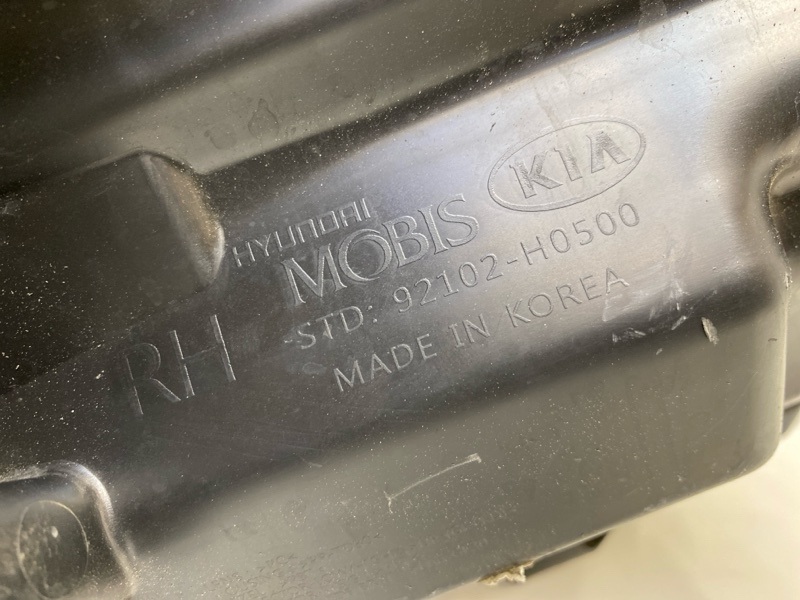 KIA
HYUNDAI
MOBIS
STD: 92102-H0500
RH
MADE IN KOREA